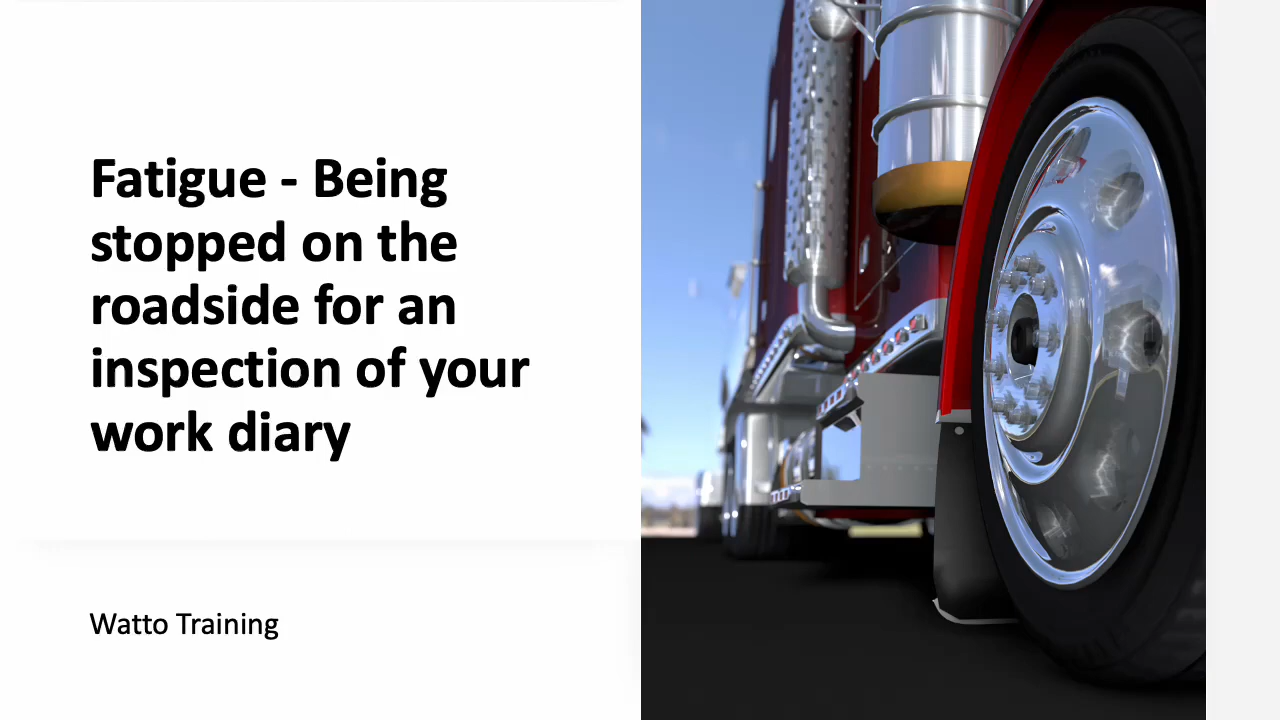 Fatigue - Being
stopped on the
roadside for an
inspection of your
work diary
Watto Training